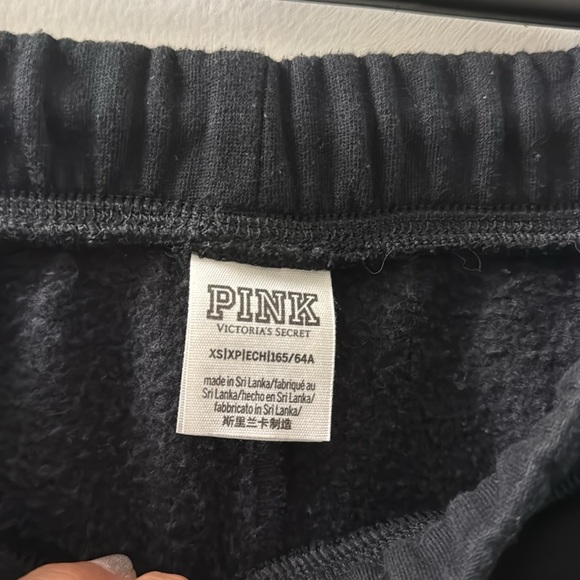 PINK
VICTORIA'S SECRET
XS|XP|ECH|165/64A
made in Sri Lanka/fabriqué au
Sri Lanka/hecho en Sri Lanka/
fabbricato in Sri Lanka/
斯里兰卡制造